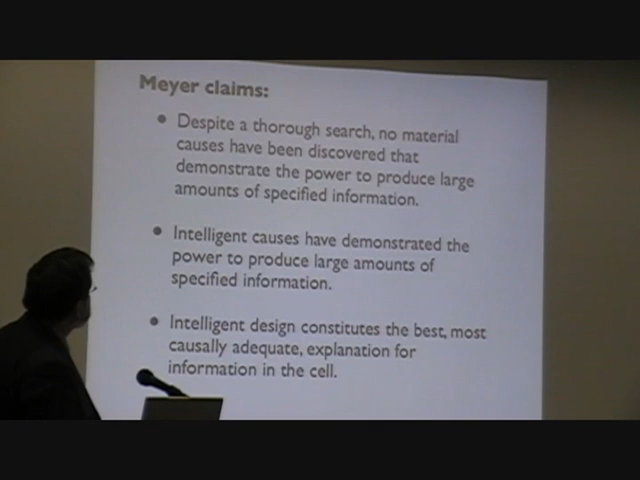 Meyer claims:
• Despite a thorough search, no material
causes have been discovered that
demonstrate the power to produce large
amounts of specified information.
• Intelligent causes have demonstrated the
power to produce large amounts of
specified information.
• Intelligent design constitutes the best, most
causally adequate, explanation for
information in the cell.